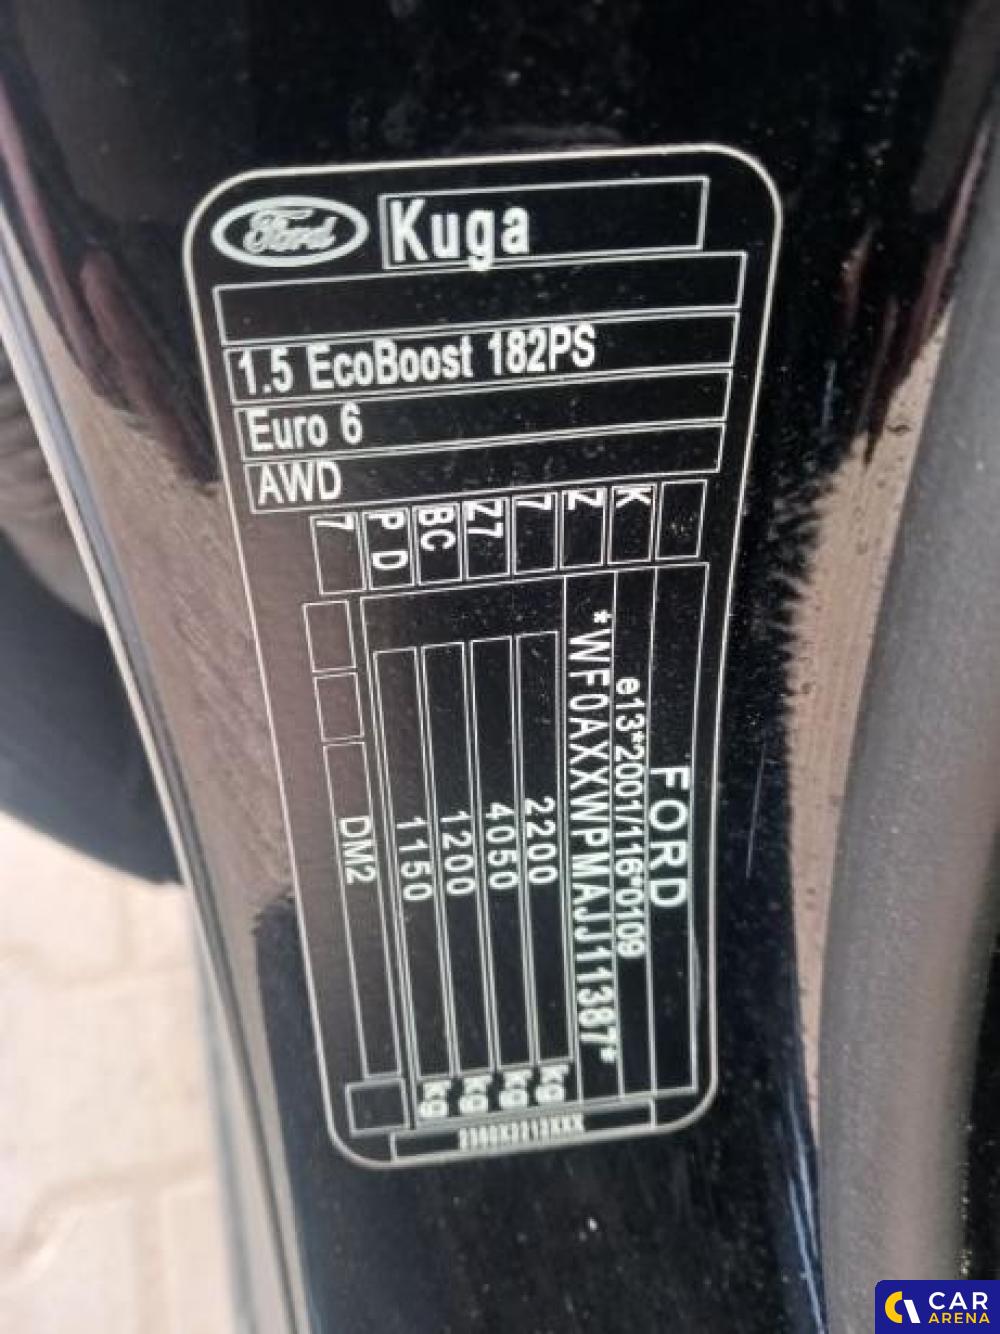 Ford
Kuga
1.5 EcoBoost 182PS
Euro 6
AWD
K
Z
7
Z7
BC
P D
7
FORD
e13*2001/116*0109
*WF0AXXWPMAJJ11387*
2200 kg
4050 kg
1200 kg
1150 kg
DM2
CAR
ARENA